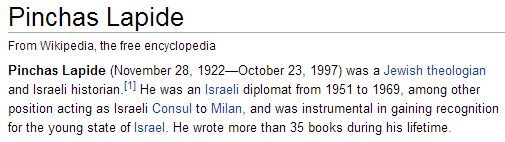 Pinchas Lapide
From Wikipedia, the free encyclopedia
Pinchas Lapide (November 28, 1922—October 23, 1997) was a Jewish theologian
and Israeli historian.[1] He was an Israeli diplomat from 1951 to 1969, among other
position acting as Israeli Consul to Milan, and was instrumental in gaining recognition
for the young state of Israel. He wrote more than 35 books during his lifetime.